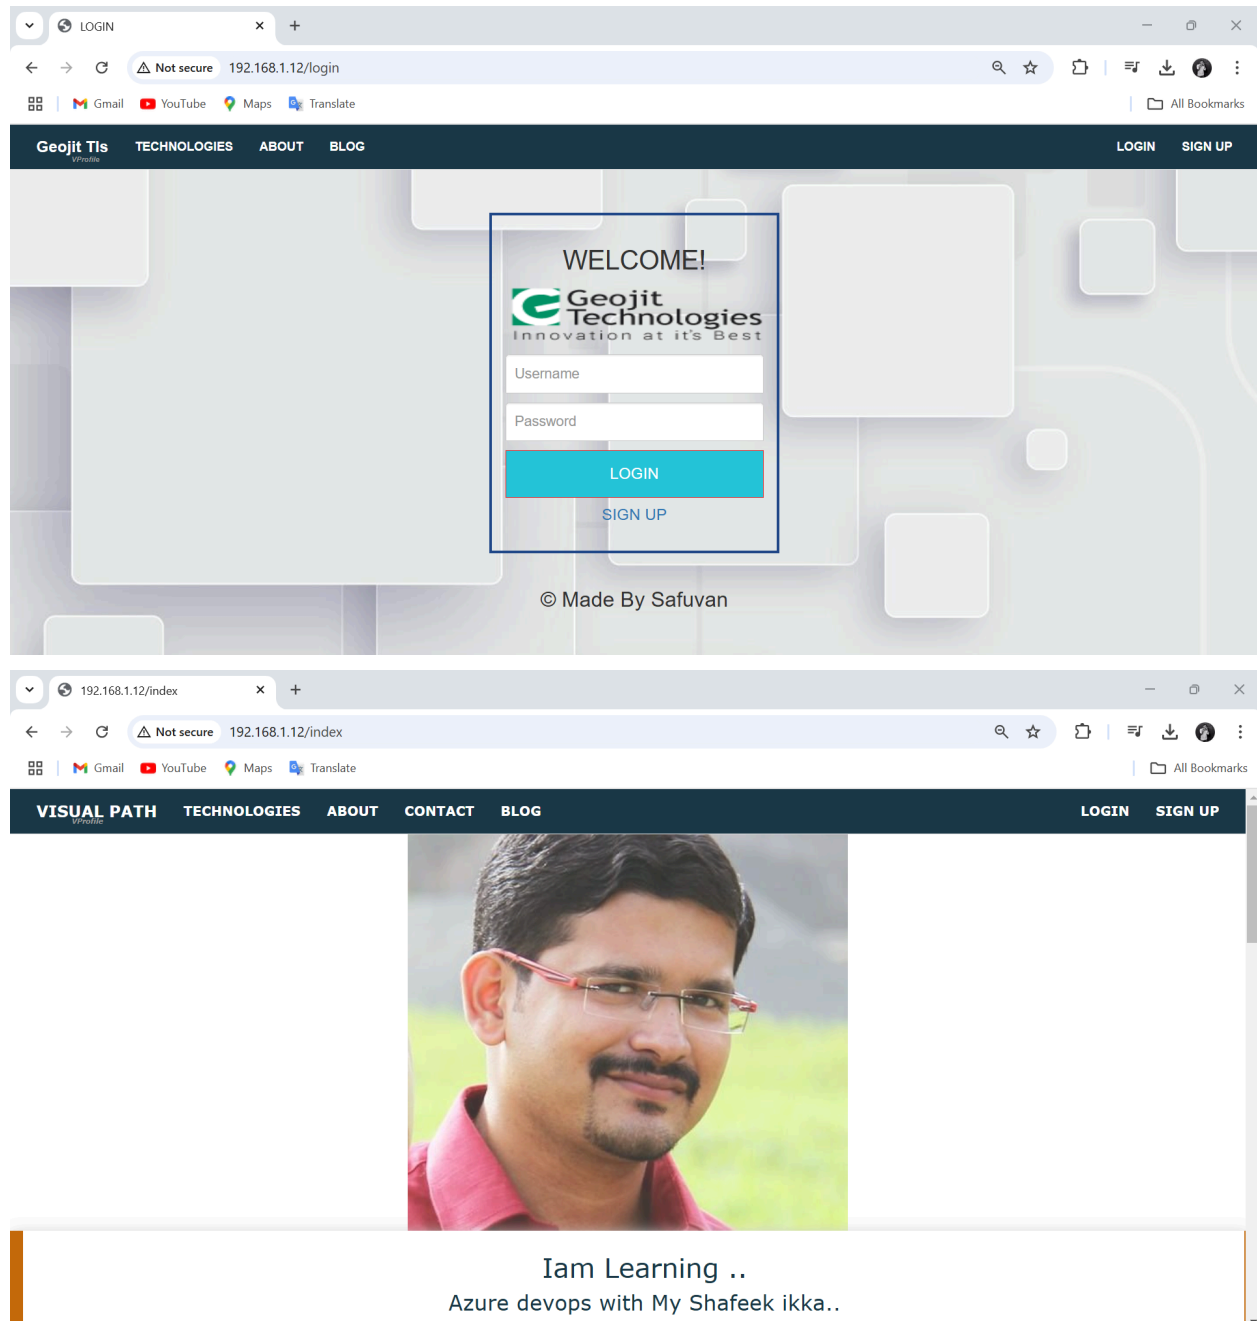 LOGIN
Not secure 192.168.1.12/login
Gmail YouTube Maps Translate All Bookmarks
Geojit Tls TECHNOLOGIES ABOUT BLOG LOGIN SIGN UP
VProfile
WELCOME!
Geojit
Technologies
Innovation at it's Best
Username
Password
LOGIN
SIGN UP
© Made By Safuvan
192.168.1.12/index
Not secure 192.168.1.12/index
Gmail YouTube Maps Translate All Bookmarks
VISUAL PATH TECHNOLOGIES ABOUT CONTACT BLOG LOGIN SIGN UP
VProfile
Iam Learning ..
Azure devops with My Shafeek ikka..